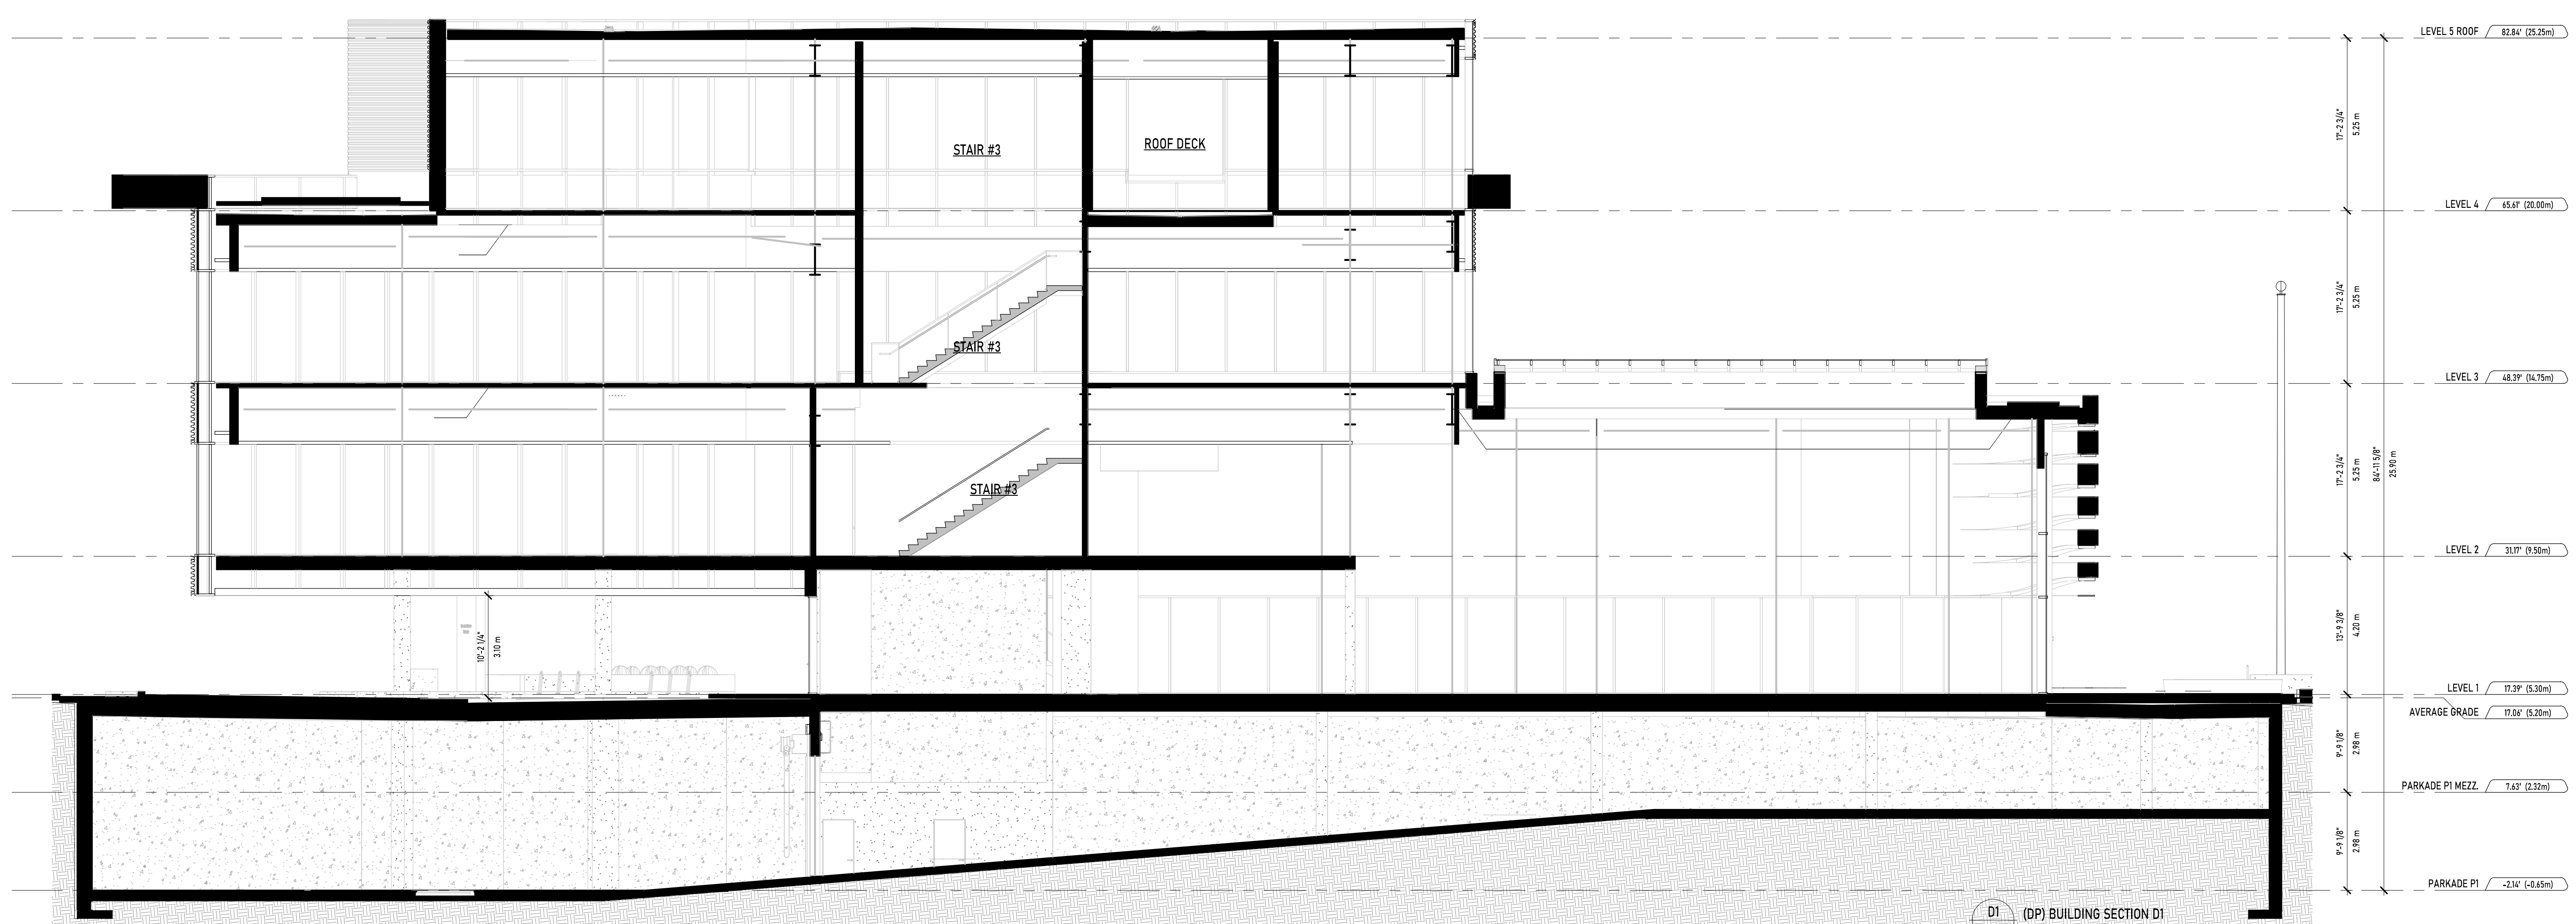 LEVEL 5 ROOF 82.84' (25.25m)
17'-2 3/4"
5.25 m
STAIR #3
ROOF DECK
LEVEL 4 65.61' (20.00m)
17'-2 3/4"
5.25 m
STAIR #3
LEVEL 3 48.39' (14.75m)
17'-2 3/4"
5.25 m
84'-11 5/8"
25.90 m
STAIR #3
LEVEL 2 31.17' (9.50m)
13'-9 3/8"
4.20 m
10'-2 1/4"
3.10 m
LEVEL 1 17.39' (5.30m)
AVERAGE GRADE 17.06' (5.20m)
9'-9 1/8"
2.98 m
PARKADE P1 MEZZ. 7.63' (2.32m)
9'-9 1/8"
2.98 m
PARKADE P1 -2.14' (-0.65m)
D1 (DP) BUILDING SECTION D1